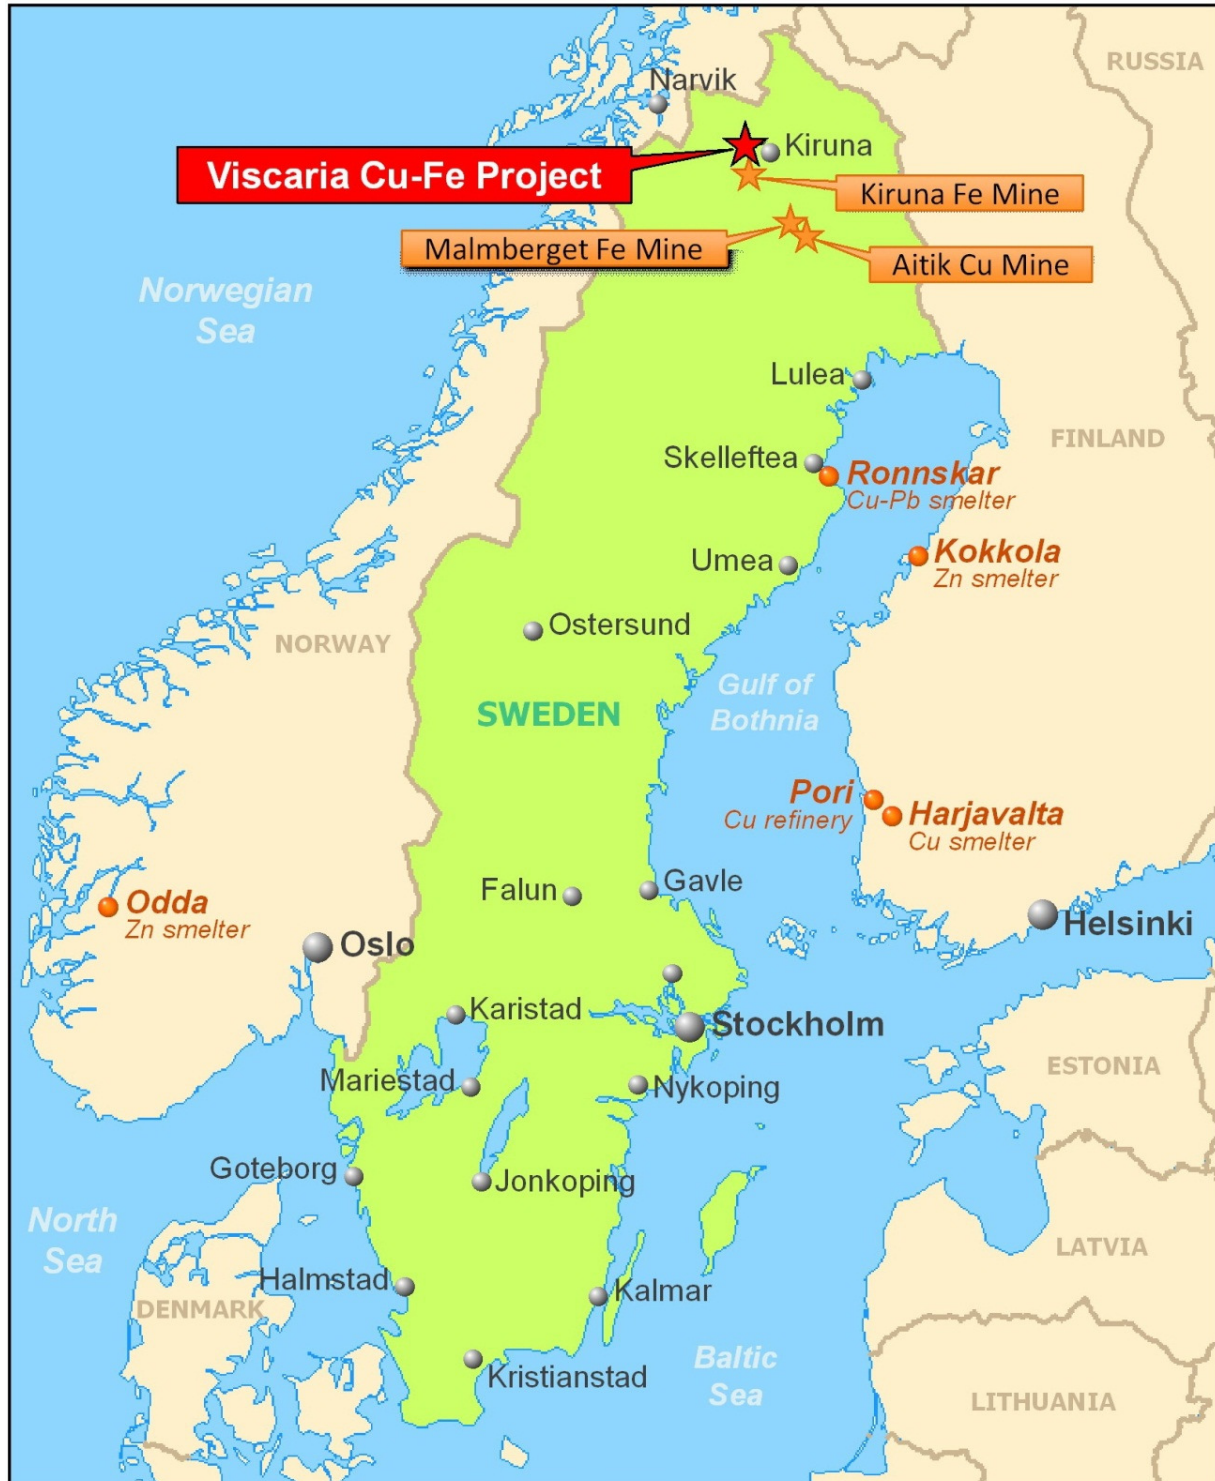 RUSSIA
Narvik
Kiruna
Viscaria Cu-Fe Project
Kiruna Fe Mine
Malmberget Fe Mine
Aitik Cu Mine
Norwegian
Sea
Lulea
FINLAND
Skelleftea
Ronnskar
Cu-Pb smelter
Kokkola
Zn smelter
Umea
Ostersund
NORWAY
SWEDEN
Gulf of
Bothnia
Pori
Cu refinery
Harjavalta
Cu smelter
Falun
Gavle
Odda
Zn smelter
Oslo
Helsinki
Karistad
Stockholm
ESTONIA
Mariestad
Nykoping
Goteborg
Jonkoping
North
Sea
LATVIA
Halmstad
Kalmar
DENMARK
Baltic
Sea
Kristianstad
LITHUANIA